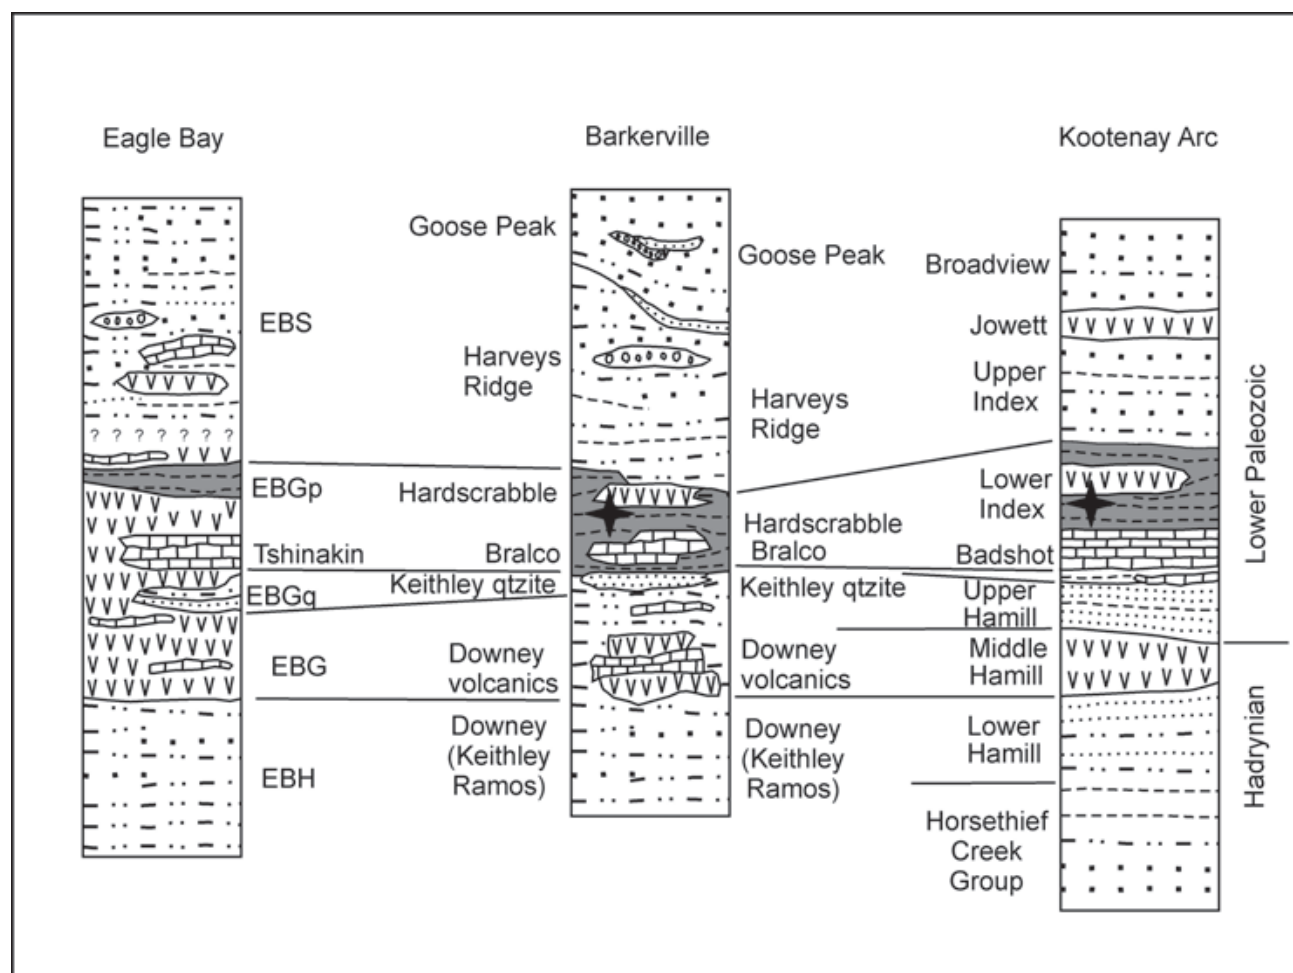 Eagle Bay
Barkerville
Kootenay Arc
EBS
? ? ? ? ? ? ?
EBGp
Tshinakin
EBGq
EBG
EBH
Goose Peak
Harveys
Ridge
Hardscrabble
Bralco
Keithley qtzite
Downey
volcanics
Downey
(Keithley
Ramos)
Goose Peak
Harveys
Ridge
Hardscrabble
Bralco
Keithley qtzite
Downey
volcanics
Downey
(Keithley
Ramos)
Broadview
Jowett
Upper
Index
Lower
Index
Badshot
Upper
Hamill
Middle
Hamill
Lower
Hamill
Horsethief
Creek
Group
Lower Paleozoic
Hadrynian